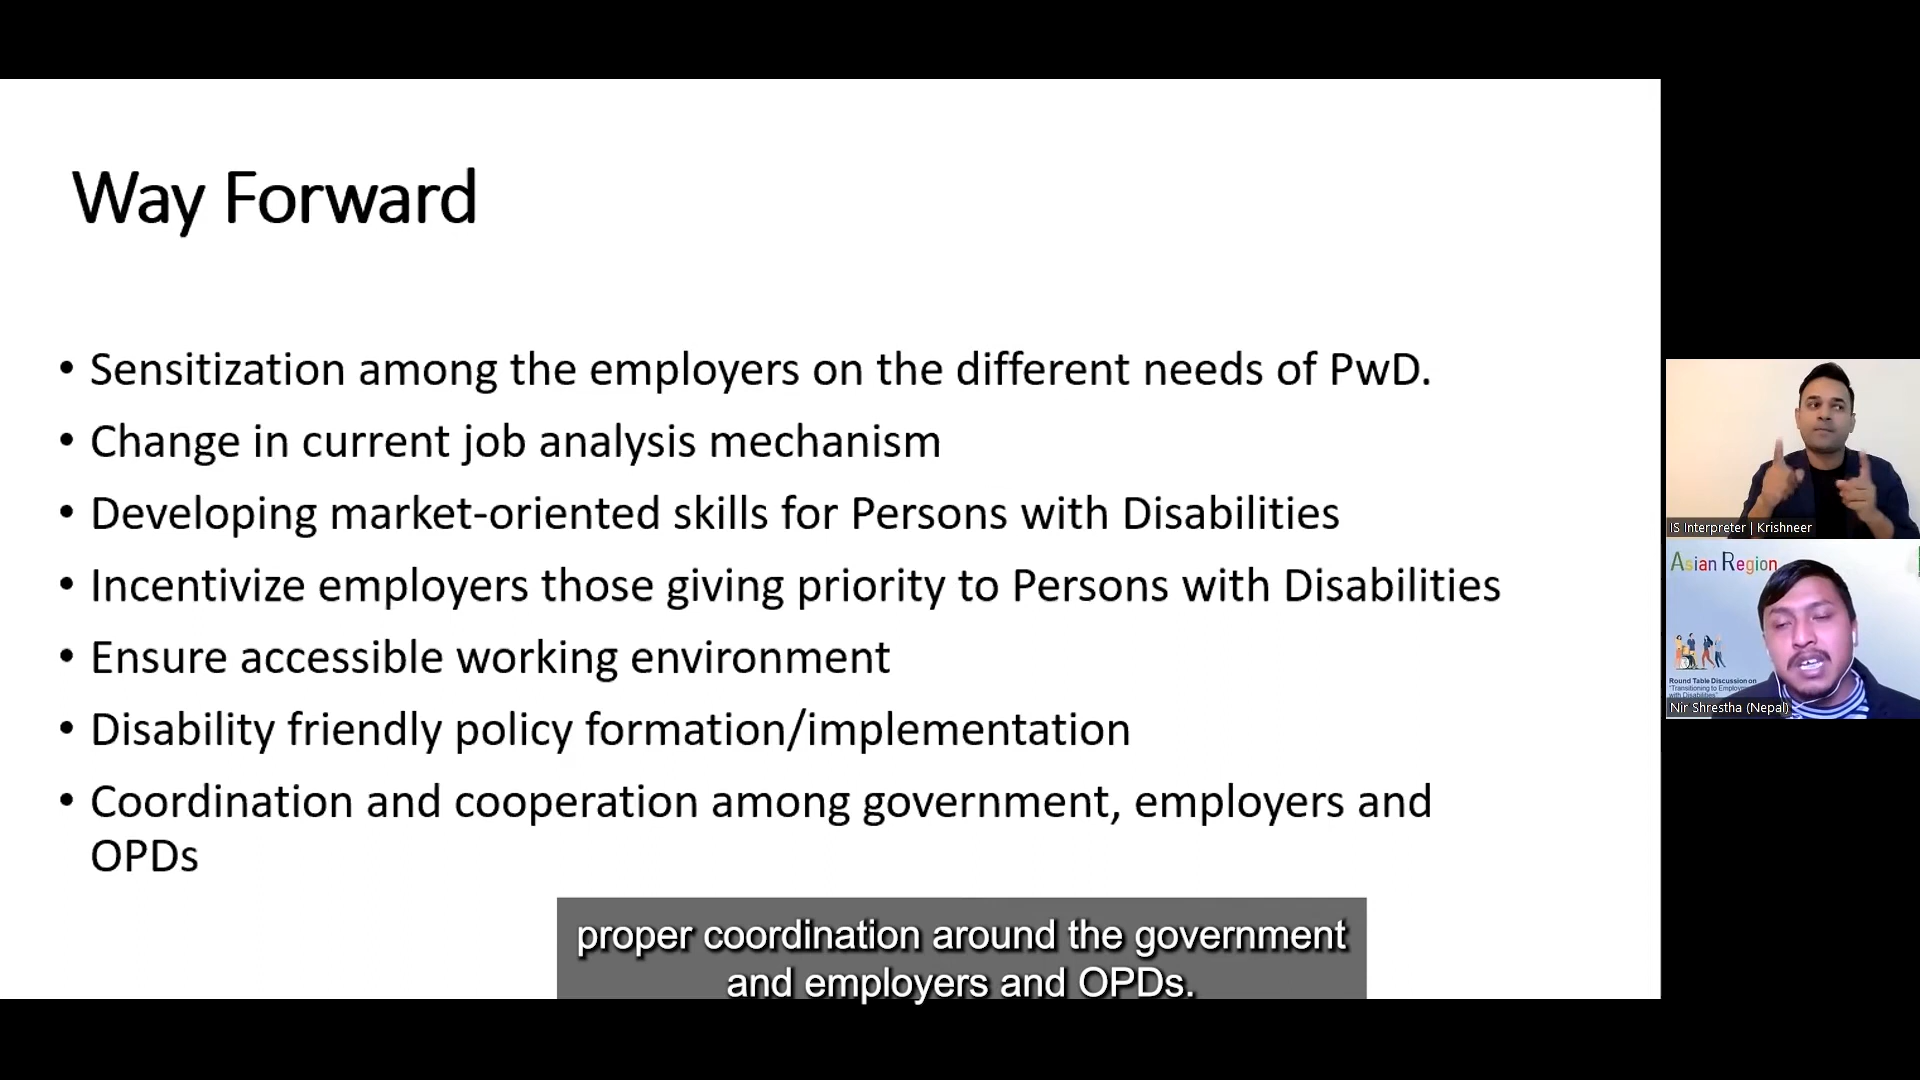 Way Forward
• Sensitization among the employers on the different needs of PwD.
• Change in current job analysis mechanism
• Developing market-oriented skills for Persons with Disabilities
• Incentivize employers those giving priority to Persons with Disabilities
• Ensure accessible working environment
• Disability friendly policy formation/implementation
• Coordination and cooperation among government, employers and
OPDs
proper coordination around the government
and employers and OPDs.
IS Interpreter | Krishneer
Asian Region
Round Table Discussion on
"Transitioning to Employ
with Disabilities"
Nir Shrestha (Nepal)